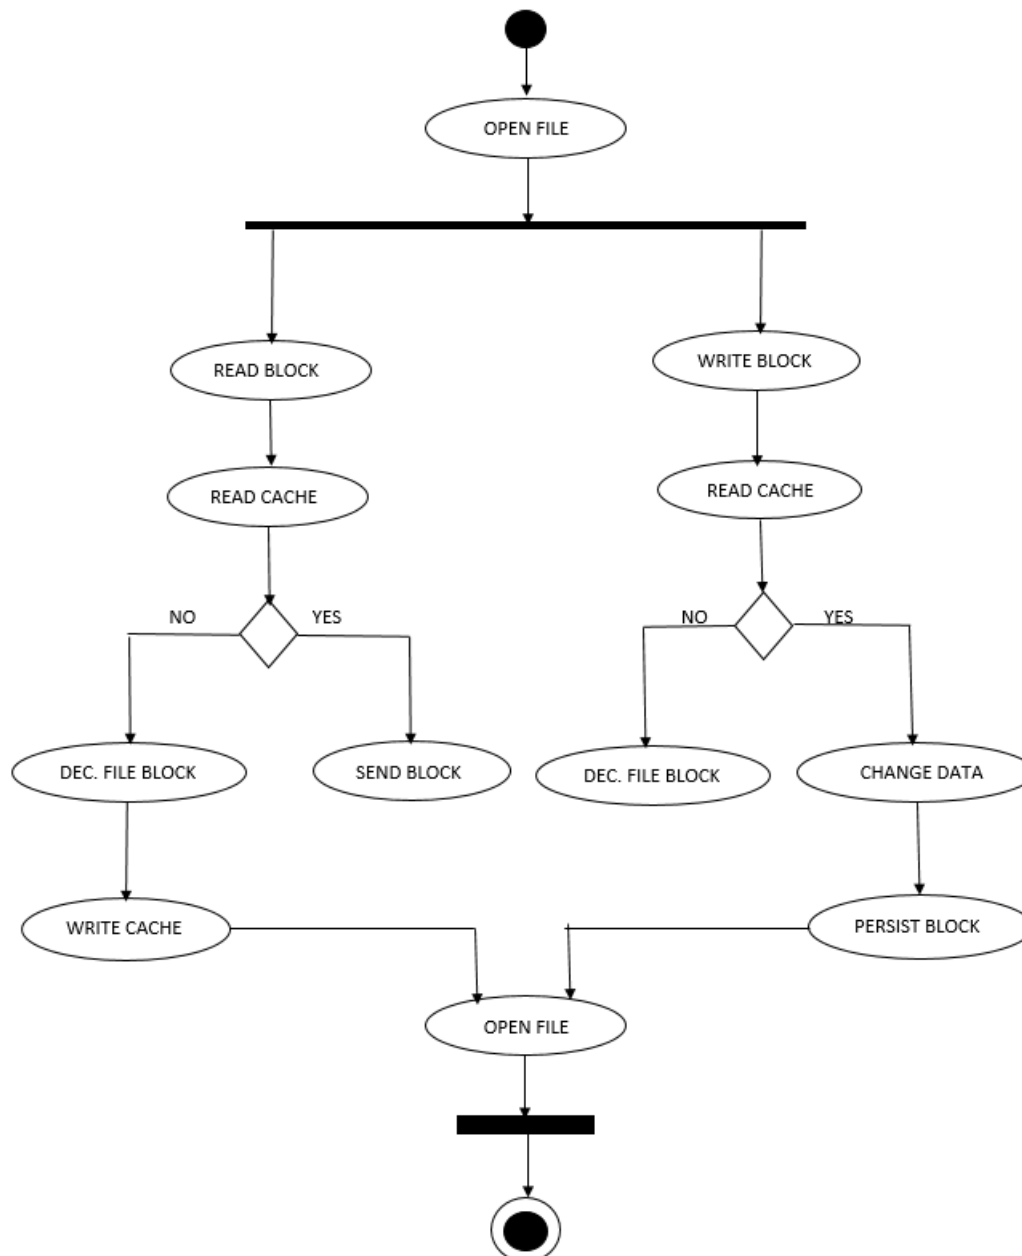 OPEN FILE
READ BLOCK
WRITE BLOCK
READ CACHE
READ CACHE
NO
YES
NO
YES
DEC. FILE BLOCK
SEND BLOCK
DEC. FILE BLOCK
CHANGE DATA
WRITE CACHE
PERSIST BLOCK
OPEN FILE